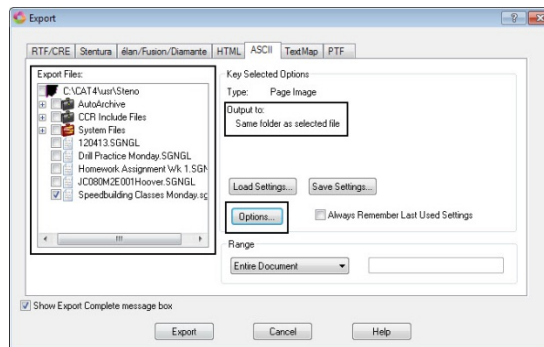 Export
RTF/CRE Stentura élan/Fusion/Diamante HTML ASCII TextMap PTF
Export Files:
C:\CAT4\usr\Steno
AutoArchive
CCR Include Files
System Files
120413.SGNGL
Drill Practice Monday.SGNGL
Homework Assignment Wk 1.SGN
JC080M2E001Hoover.SGNGL
Speedbuilding Classes Monday.sg
Key Selected Options
Type: Page Image
Output to:
Same folder as selected file
Load Settings... Save Settings...
Options... Always Remember Last Used Settings
Range
Entire Document
Show Export Complete message box
Export Cancel Help